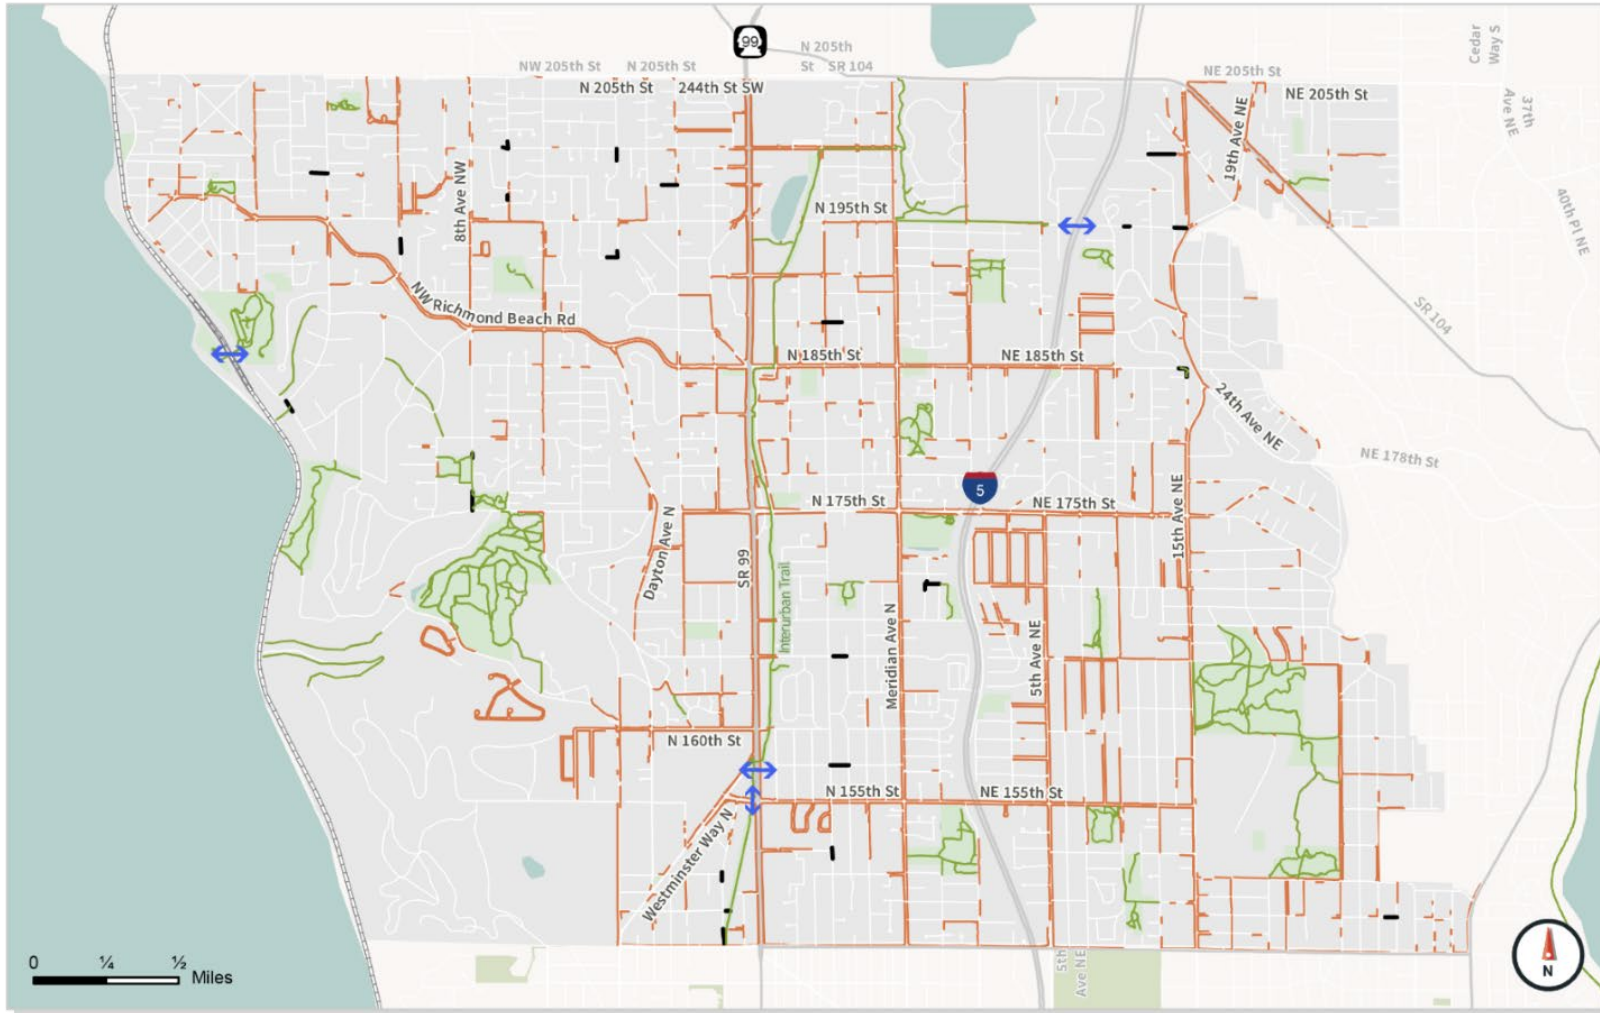 99
N 205th
St SR 104
Cedar
Way S
NW 205th St
N 205th St
NE 205th St
N 205th St
244th St SW
NE 205th St
37th
Ave NE
19th Ave NE
8th Ave NW
40th Pl NE
N 195th St
NW Richmond Beach Rd
SR 104
N 185th St
NE 185th St
24th Ave NE
NE 178th St
5
N 175th St
NE 175th St
15th Ave NE
Dayton Ave N
SR 99
Interurban Trail
Meridian Ave N
5th Ave NE
N 160th St
N 155th St
NE 155th St
Westminster Way N
5th
Ave NE
0 ¼ ½ Miles
N